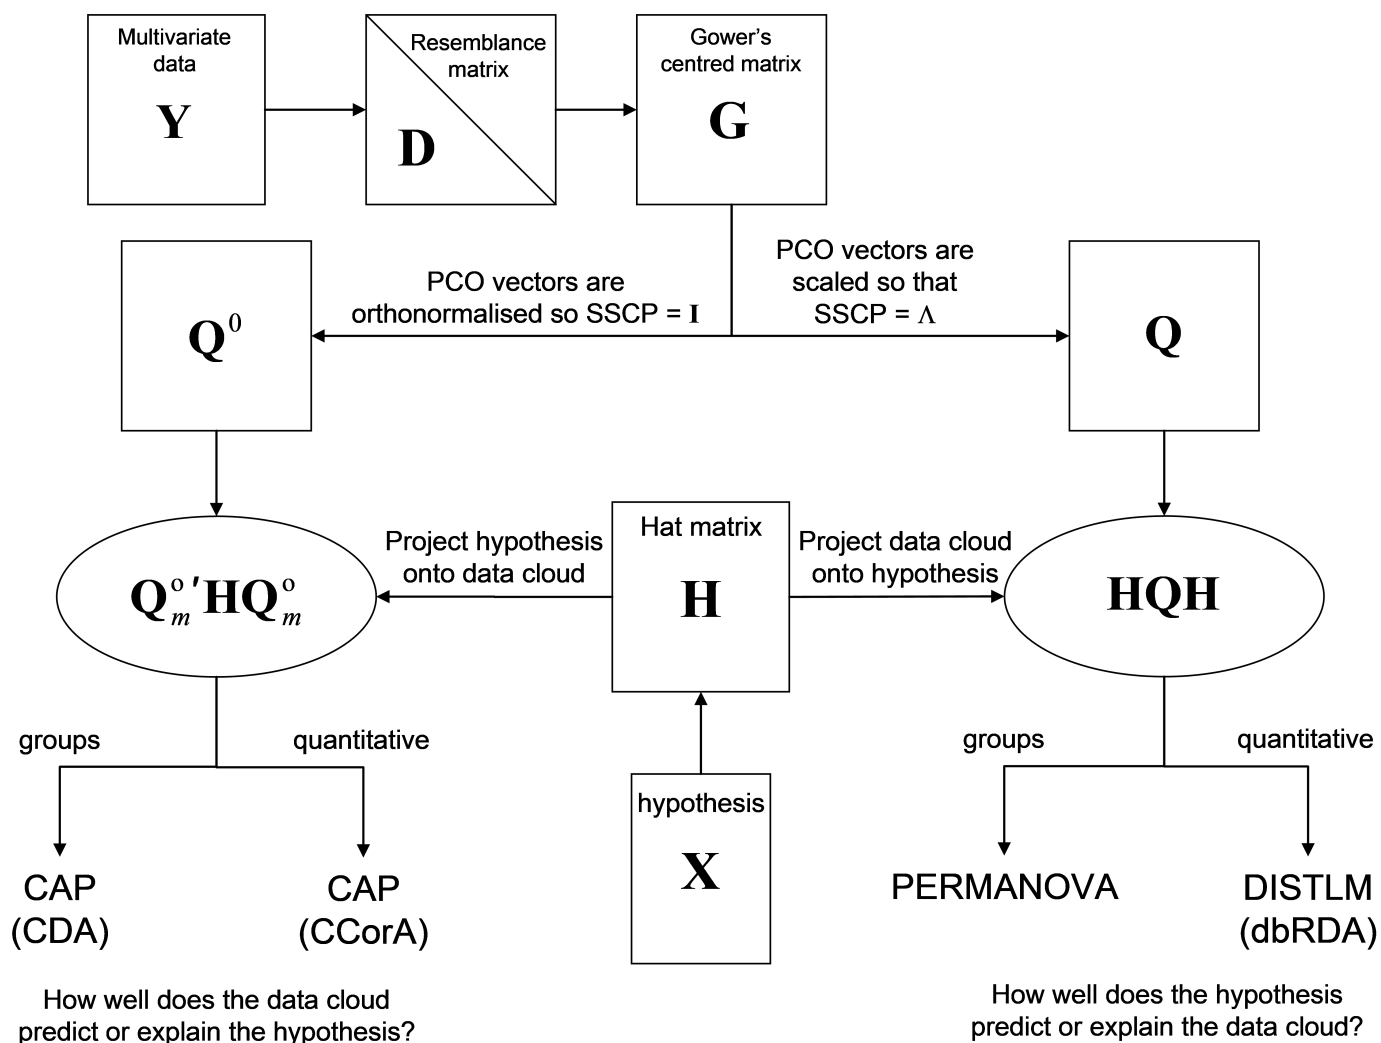 Multivariate
data
Y
Resemblance
matrix
D
Gower’s
centred matrix
G
PCO vectors are
orthonormalised so SSCP = I
PCO vectors are
scaled so that
SSCP = Λ
Q⁰
Q
Project hypothesis
onto data cloud
Hat matrix
H
Project data cloud
onto hypothesis
Qₘ°′HQₘ°
HQH
groups
quantitative
hypothesis
X
groups
quantitative
CAP
(CDA)
CAP
(CCorA)
PERMANOVA
DISTLM
(dbRDA)
How well does the data cloud
predict or explain the hypothesis?
How well does the hypothesis
predict or explain the data cloud?